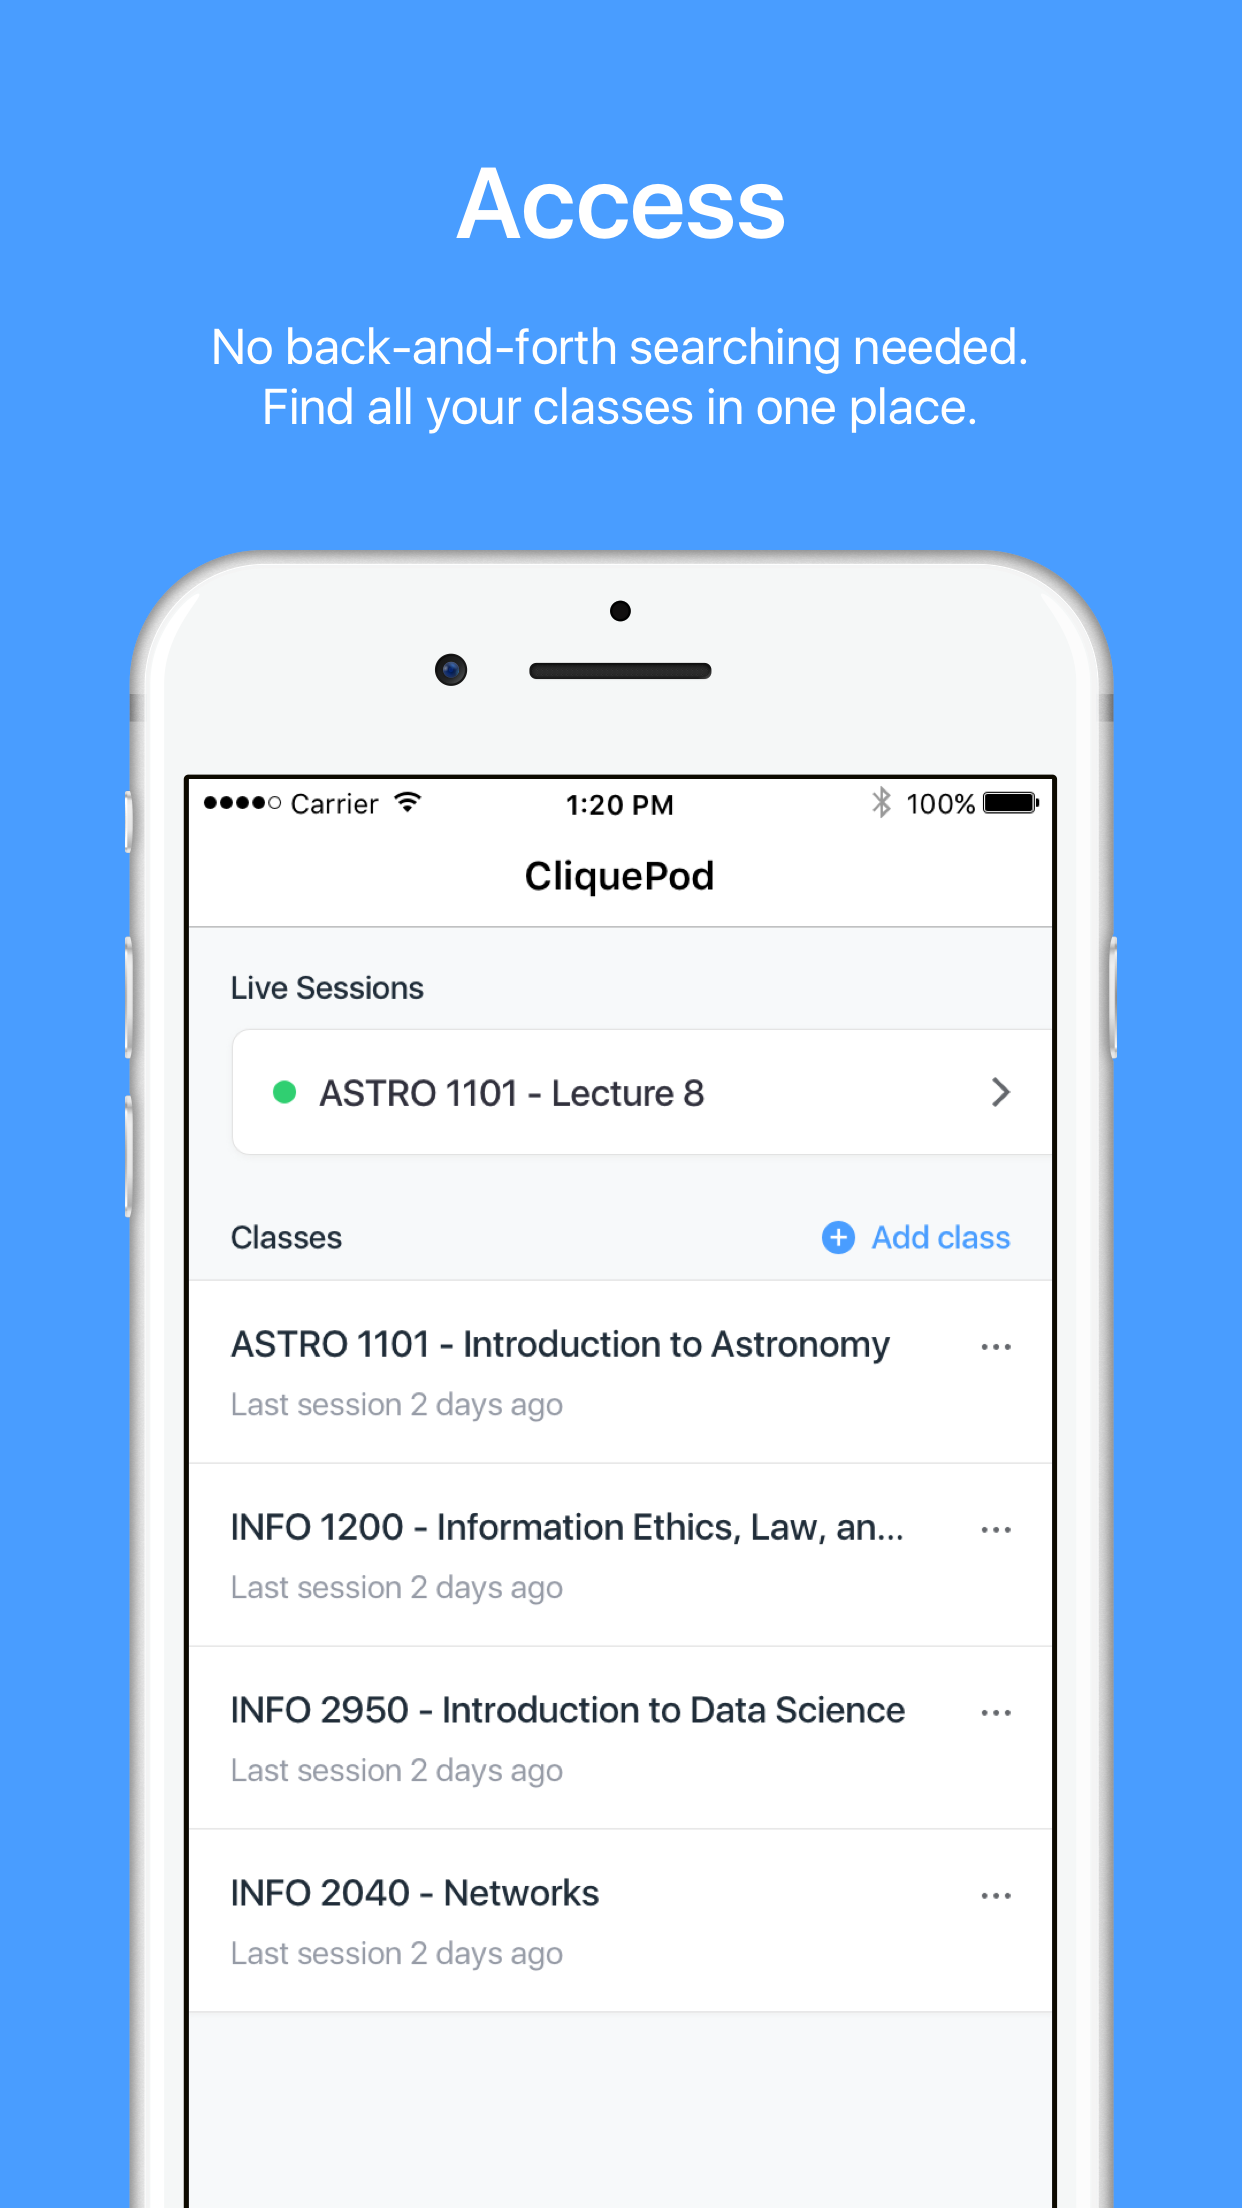 Access
No back-and-forth searching needed.
Find all your classes in one place.
Carrier 1:20 PM 100%
CliquePod
Live Sessions
ASTRO 1101 - Lecture 8
Classes Add class
ASTRO 1101 - Introduction to Astronomy
Last session 2 days ago
INFO 1200 - Information Ethics, Law, an...
Last session 2 days ago
INFO 2950 - Introduction to Data Science
Last session 2 days ago
INFO 2040 - Networks
Last session 2 days ago